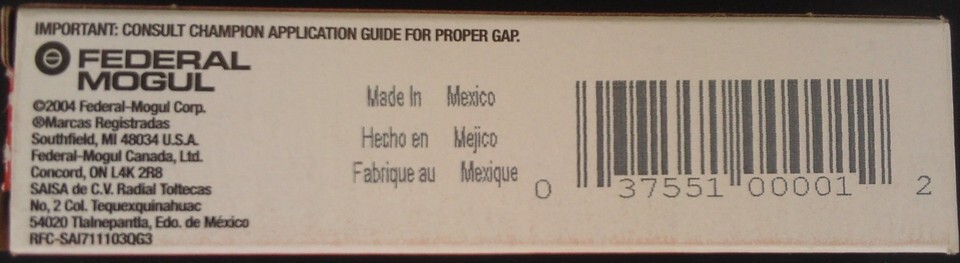 IMPORTANT: CONSULT CHAMPION APPLICATION GUIDE FOR PROPER GAP.
FEDERAL
MOGUL
©2004 Federal-Mogul Corp.
®Marcas Registradas
Southfield, MI 48034 U.S.A.
Federal-Mogul Canada, Ltd.
Concord, ON L4K 2R8
SAISA de C.V. Radial Toltecas
No, 2 Col. Tequexquinahuac
54020 Tlalnepantla, Edo. de México
RFC-SAI711103QG3
Made In Mexico
Hecho en Mejico
Fabrique au Mexique
0 37551 00001 2